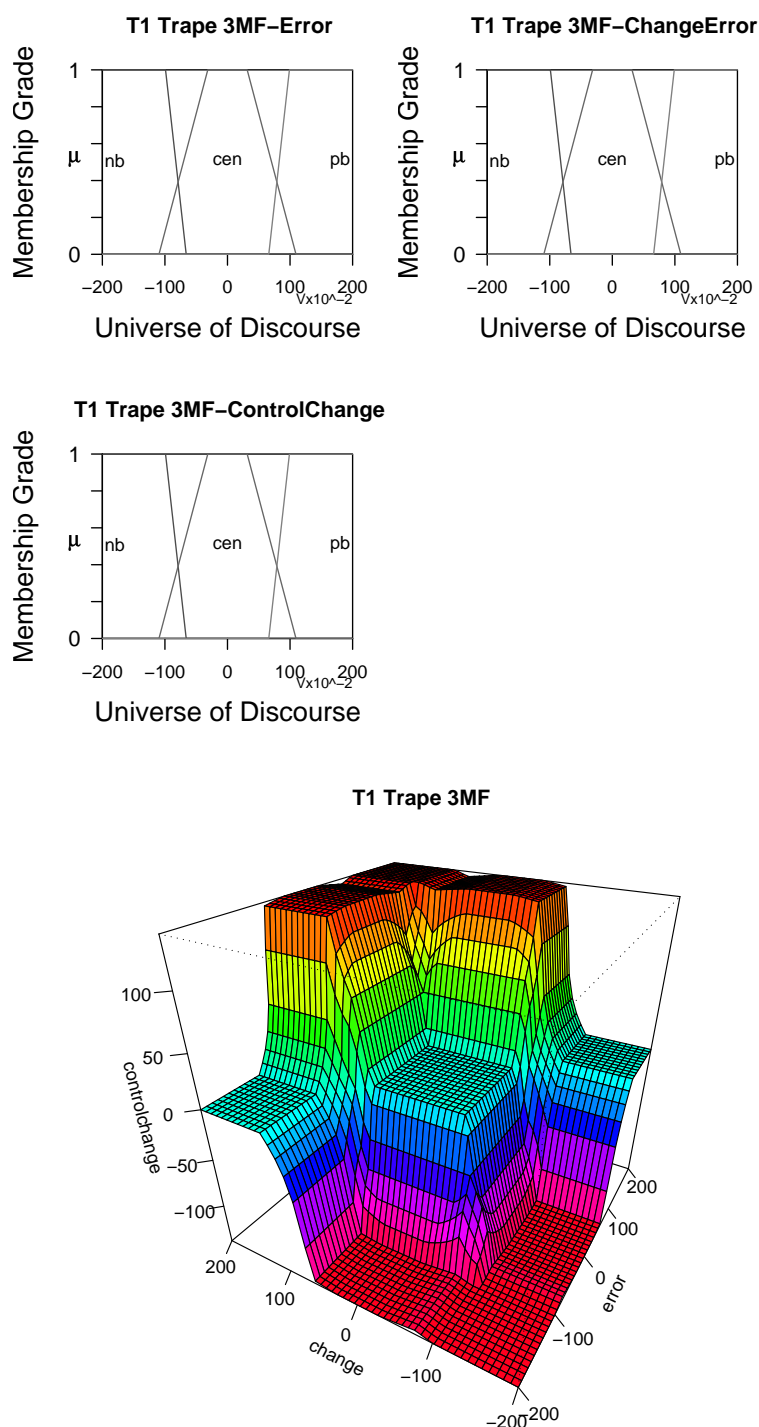 T1 Trape 3MF−Error
Membership Grade
μ
1
0
nb
cen
pb
−200 −100 0 100 200
Vx10^−2
Universe of Discourse
T1 Trape 3MF−ChangeError
Membership Grade
μ
1
0
nb
cen
pb
−200 −100 0 100 200
Vx10^−2
Universe of Discourse
T1 Trape 3MF−ControlChange
Membership Grade
μ
1
0
nb
cen
pb
−200 −100 0 100 200
Vx10^−2
Universe of Discourse
T1 Trape 3MF
controlchange
100
50
0
−50
−100
change
200
100
0
−100
−200
error
200
100
0
−100
−200